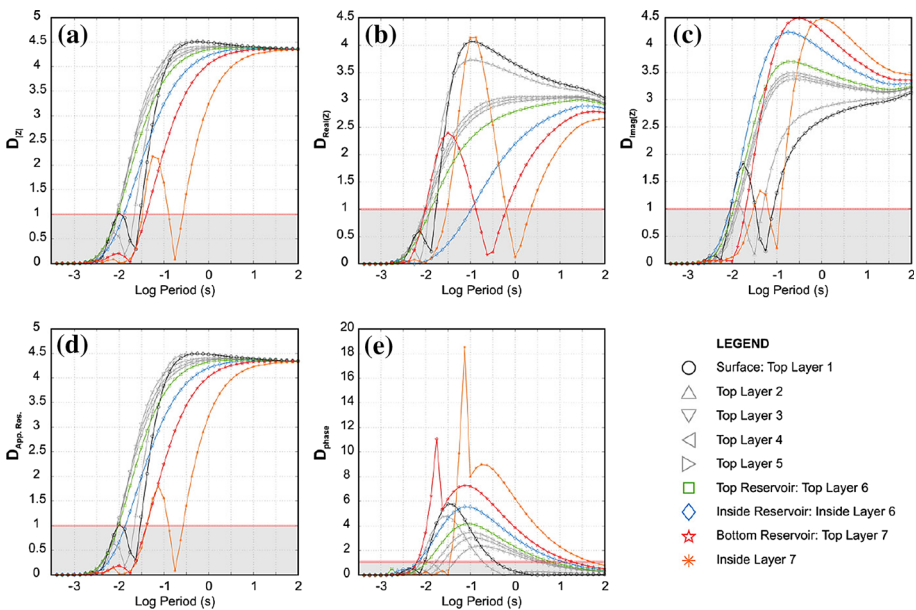 (a)
D|Z|
5
4.5
4
3.5
3
2.5
2
1.5
1
0.5
0
-3 -2 -1 0 1 2
Log Period (s)
(b)
DReal(Z)
4.5
4
3.5
3
2.5
2
1.5
1
0.5
0
-3 -2 -1 0 1 2
Log Period (s)
(c)
DImag(Z)
4.5
4
3.5
3
2.5
2
1.5
1
0.5
0
-3 -2 -1 0 1 2
Log Period (s)
(d)
DApp. Res.
5
4.5
4
3.5
3
2.5
2
1.5
1
0.5
0
-3 -2 -1 0 1 2
Log Period (s)
(e)
Dphase
20
18
16
14
12
10
8
6
4
2
0
-3 -2 -1 0 1 2
Log Period (s)
LEGEND
Surface: Top Layer 1
Top Layer 2
Top Layer 3
Top Layer 4
Top Layer 5
Top Reservoir: Top Layer 6
Inside Reservoir: Inside Layer 6
Bottom Reservoir: Top Layer 7
Inside Layer 7